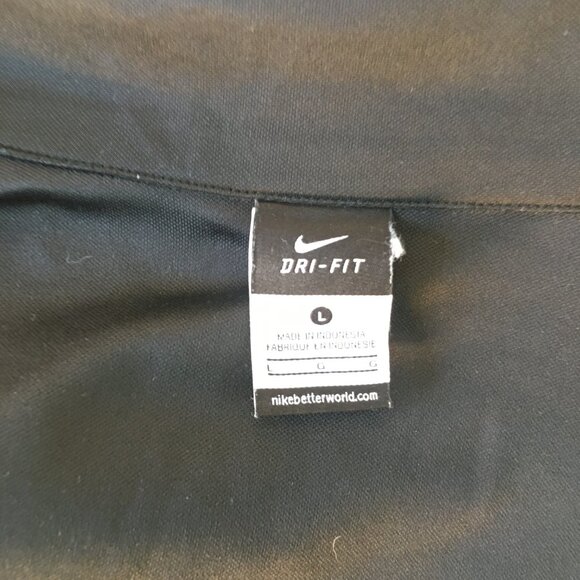 DRI-FIT
L
MADE IN INDONESIA
FABRIQUÉ EN INDONÉSIE
L G G
nikebetterworld.com